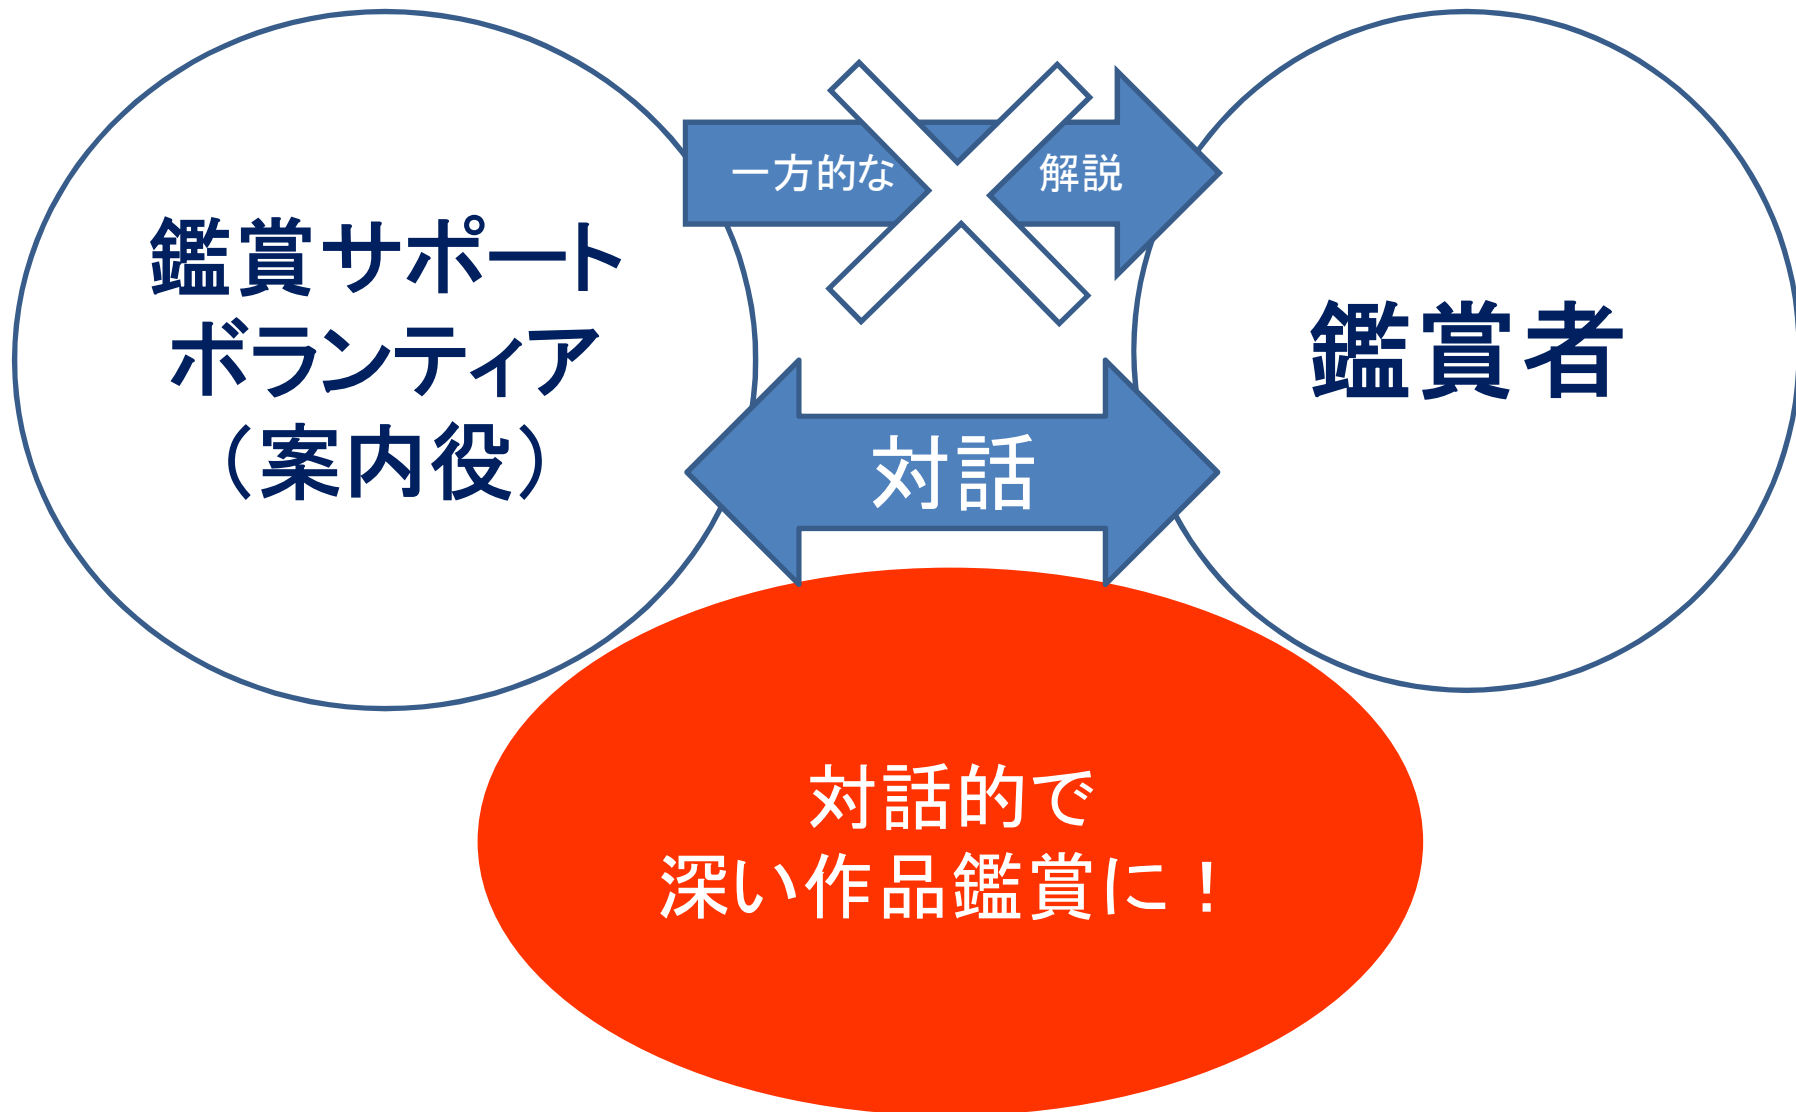 一方的な 解説
鑑賞サポート
ボランティア
（案内役）
鑑賞者
対話
対話的で
深い作品鑑賞に！